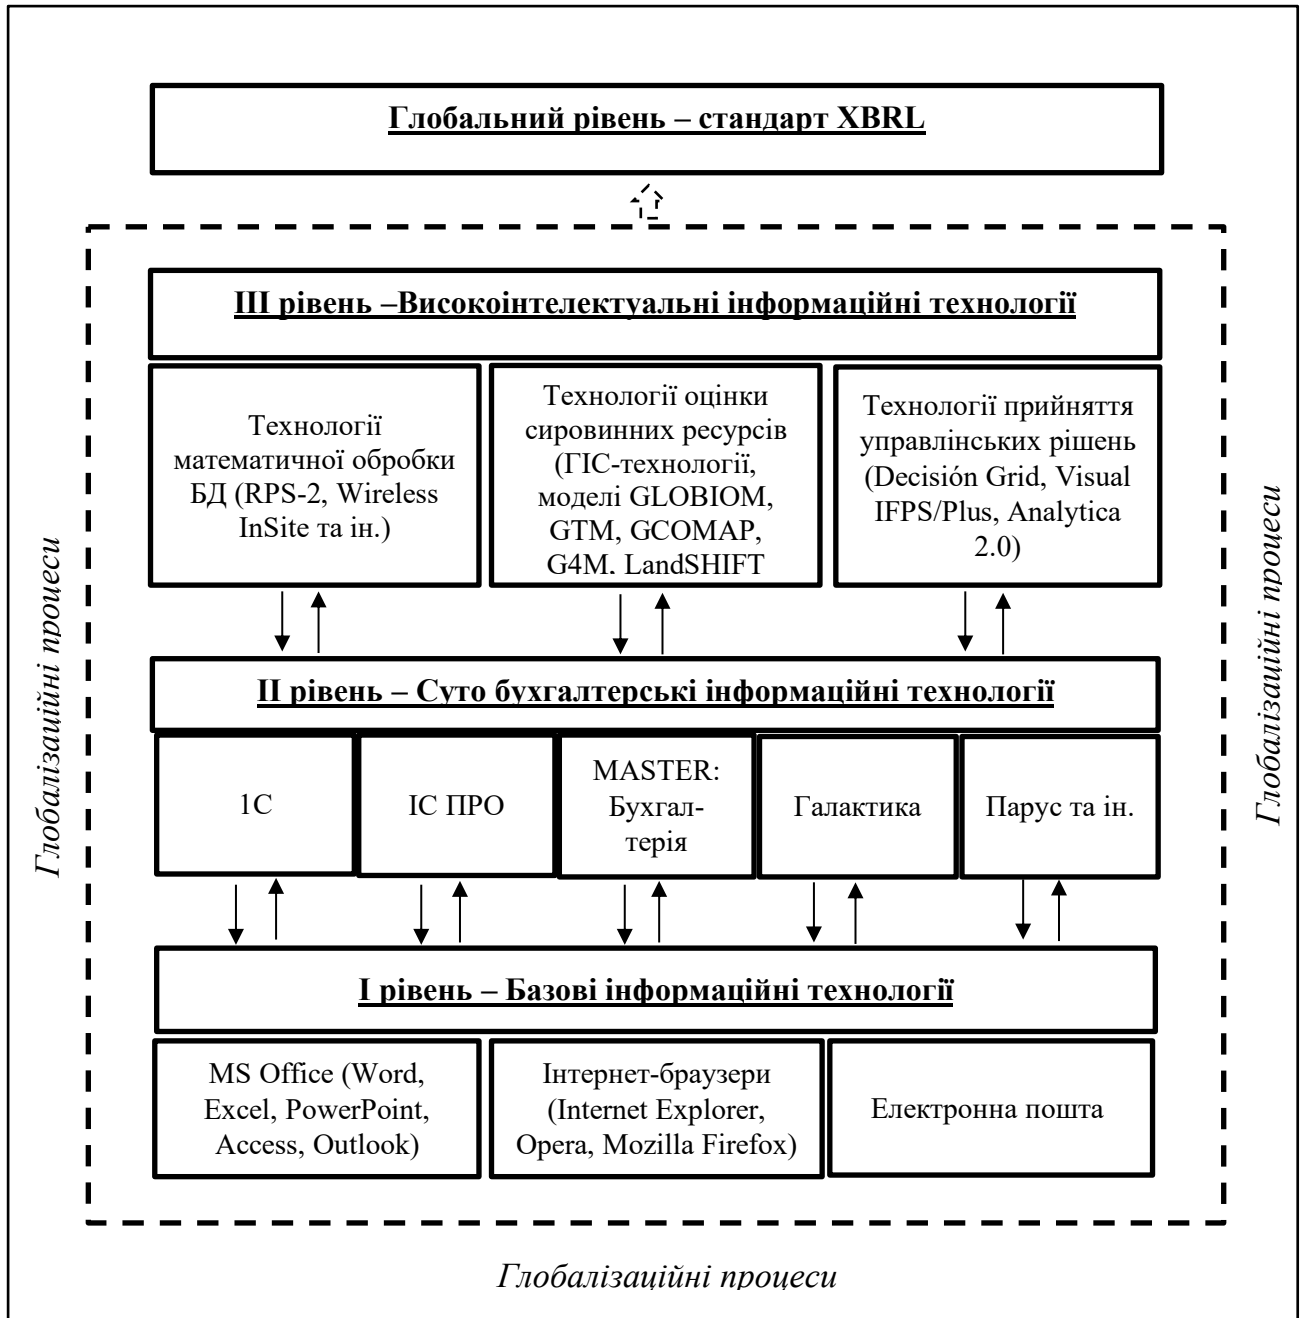 Глобальний рівень – стандарт XBRL
III рівень –Високоінтелектуальні інформаційні технології
Технології
математичної обробки
БД (RPS-2, Wireless
InSite та ін.)
Технології оцінки
сировинних ресурсів
(ГІС-технології,
моделі GLOBIOM,
GTM, GCOMAP,
G4M, LandSHIFT
Технології прийняття
управлінських рішень
(Decisión Grid, Visual
IFPS/Plus, Analytica
2.0)
II рівень – Суто бухгалтерські інформаційні технології
1С
ІС ПРО
MASTER:
Бухгал-
терія
Галактика
Парус та ін.
I рівень – Базові інформаційні технології
MS Office (Word,
Excel, PowerPoint,
Access, Outlook)
Інтернет-браузери
(Internet Explorer,
Opera, Mozilla Firefox)
Електронна пошта
Глобалізаційні процеси
Глобалізаційні процеси
Глобалізаційні процеси